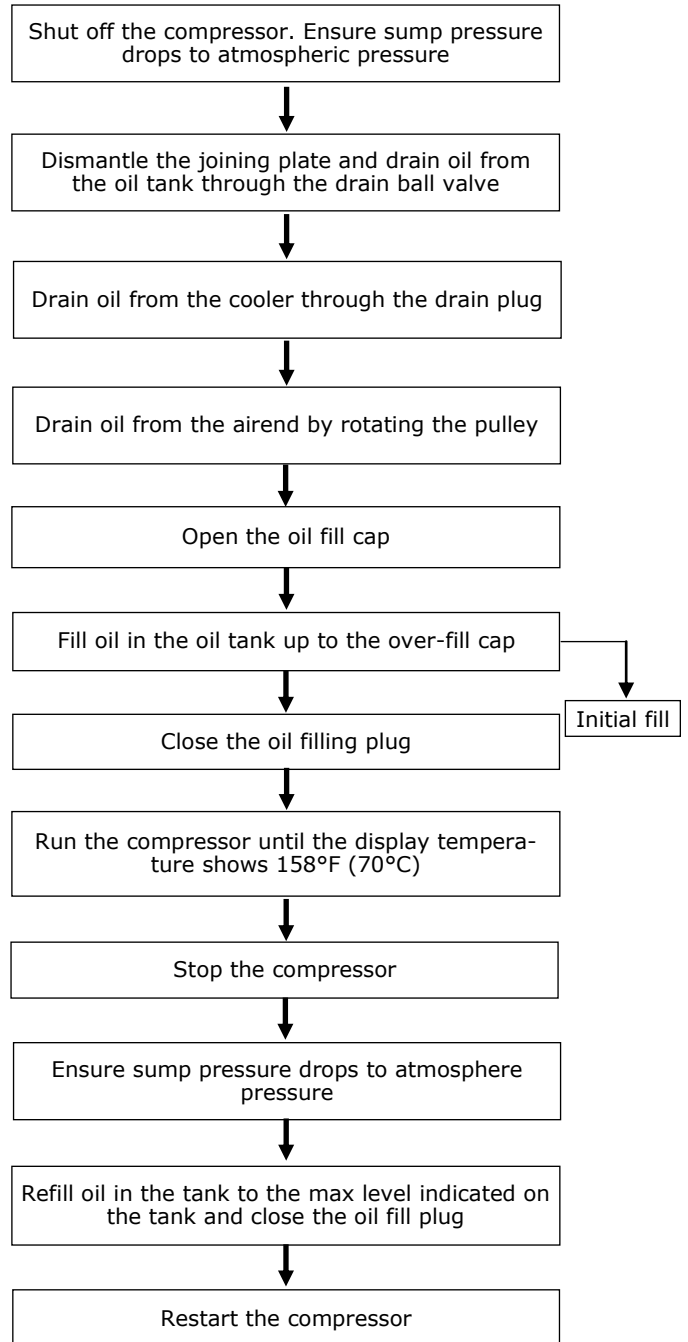 Shut off the compressor. Ensure sump pressure
drops to atmospheric pressure
Dismantle the joining plate and drain oil from
the oil tank through the drain ball valve
Drain oil from the cooler through the drain plug
Drain oil from the airend by rotating the pulley
Open the oil fill cap
Fill oil in the oil tank up to the over-fill cap
Initial fill
Close the oil filling plug
Run the compressor until the display tempera-
ture shows 158°F (70°C)
Stop the compressor
Ensure sump pressure drops to atmosphere
pressure
Refill oil in the tank to the max level indicated on
the tank and close the oil fill plug
Restart the compressor